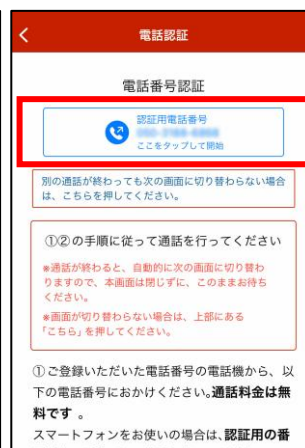 電話認証
電話番号認証
認証用電話番号
ここをタップして開始
別の通話が終わっても次の画面に切り替わらない場合
は、こちらを押してください。
①②の手順に従って通話を行ってください
※通話が終わると、自動的に次の画面に切り替わ
りますので、本画面は閉じずに、このままお待ち
ください。
※画面が切り替わらない場合は、上部にある
「こちら」を押してください。
①ご登録いただいた電話番号の電話機から、以
下の電話番号におかけください。通話料金は無
料です 。
スマートフォンをお使いの場合は、認証用の番